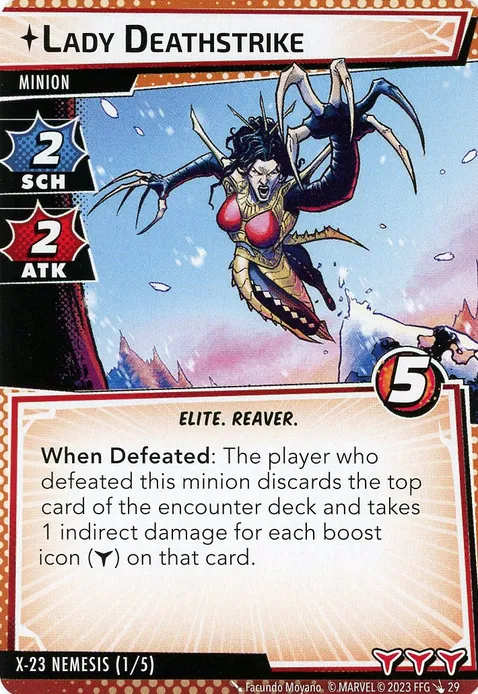 LADY DEATHSTRIKE
MINION
2
SCH
2
ATK
5
ELITE. REAVER.
When Defeated: The player who
defeated this minion discards the top
card of the encounter deck and takes
1 indirect damage for each boost
icon () on that card.
X-23 NEMESIS (1/5)
Facundo Moyano. © MARVEL © 2023 FFG 29